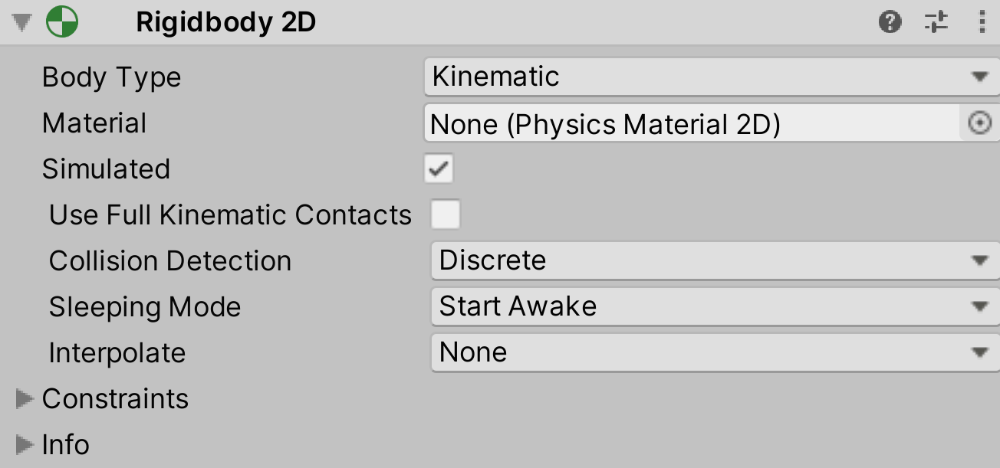 Rigidbody 2D
Body Type Kinematic
Material None (Physics Material 2D)
Simulated
Use Full Kinematic Contacts
Collision Detection Discrete
Sleeping Mode Start Awake
Interpolate None
Constraints
Info